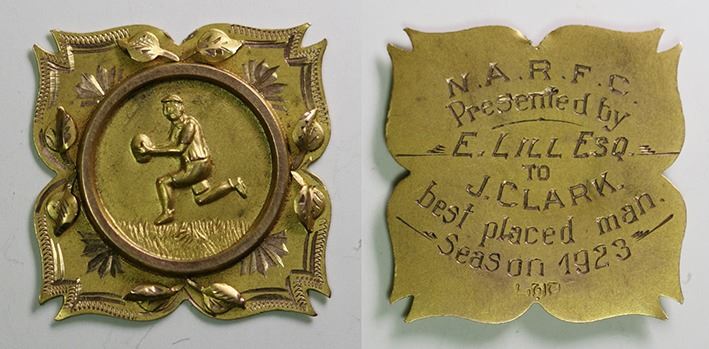 N.A.R.F.C.
Presented by
E. LILL ESQ.
TO
J. CLARK.
best placed man.
Season 1923